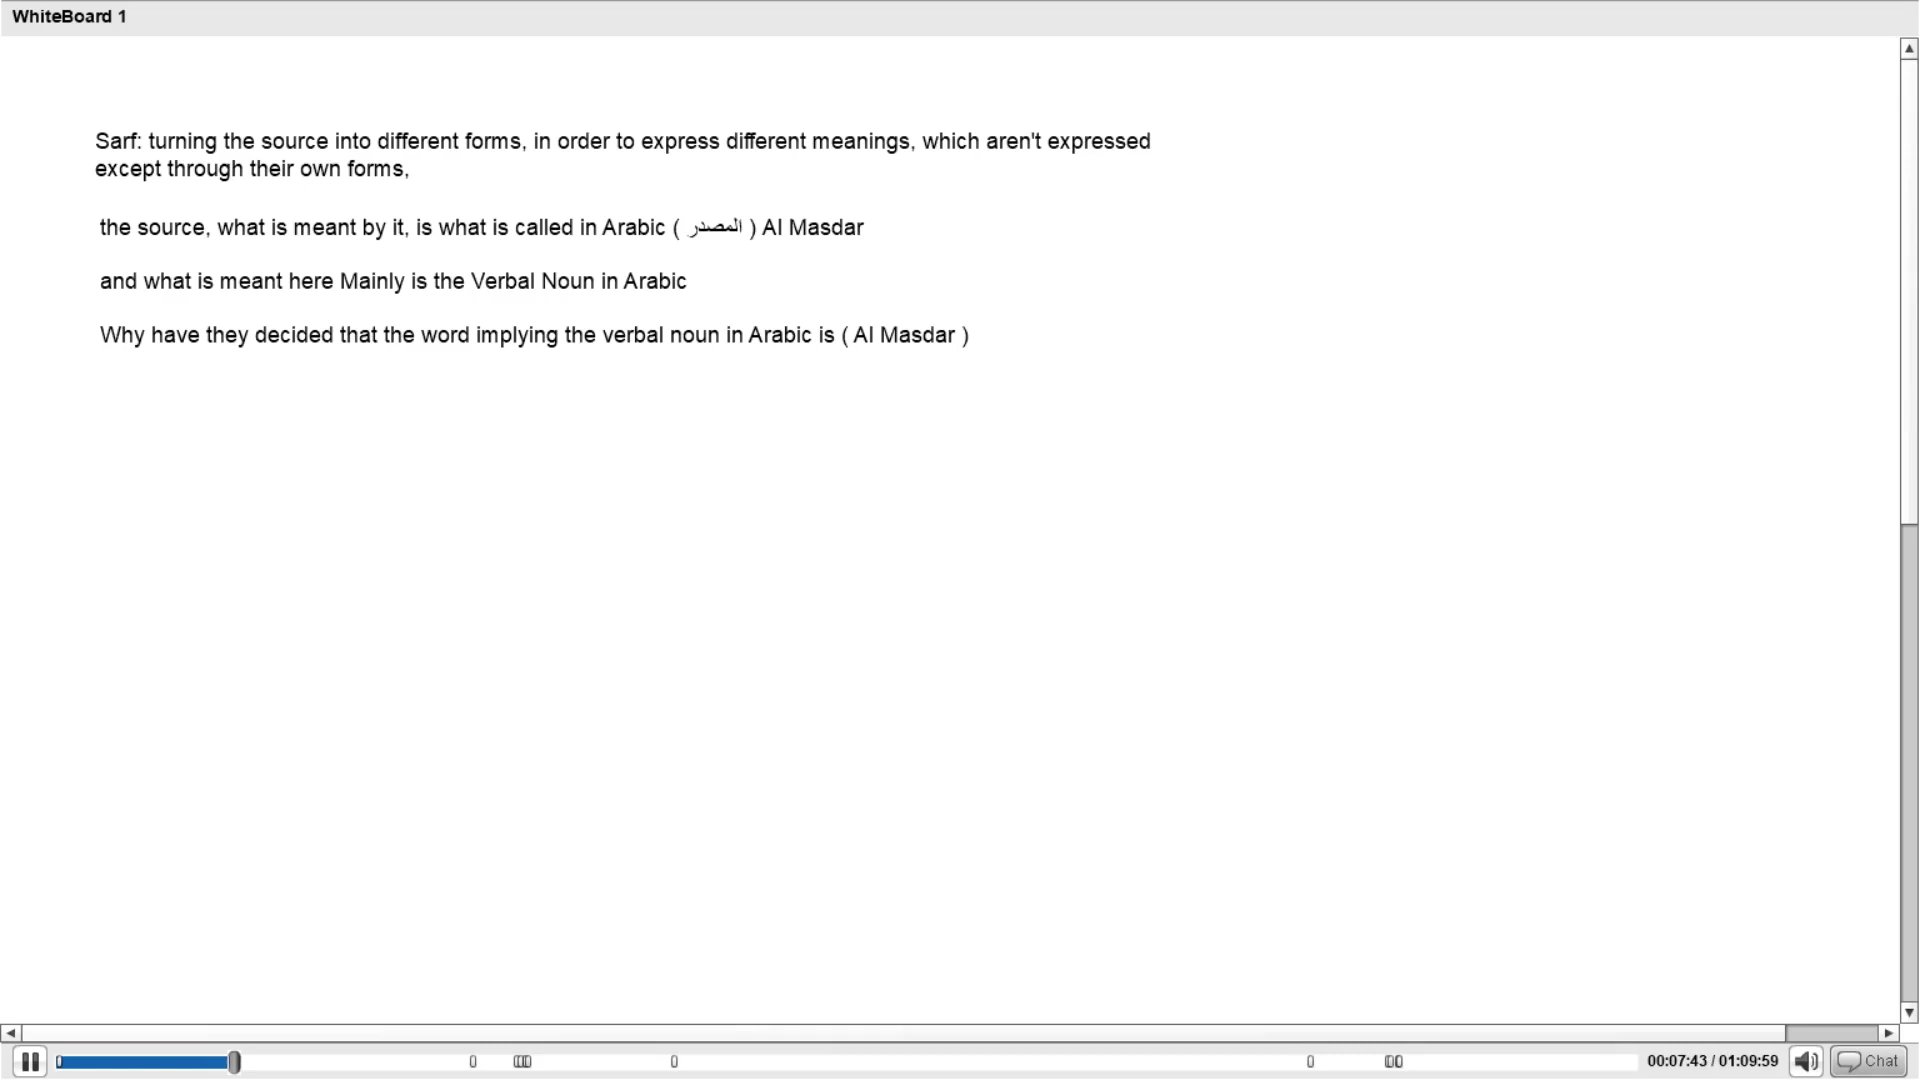 WhiteBoard 1
Sarf: turning the source into different forms, in order to express different meanings, which aren't expressed
except through their own forms,
the source, what is meant by it, is what is called in Arabic ( المصدر ) Al Masdar
and what is meant here Mainly is the Verbal Noun in Arabic
Why have they decided that the word implying the verbal noun in Arabic is ( Al Masdar )
00:07:43 / 01:09:59
Chat